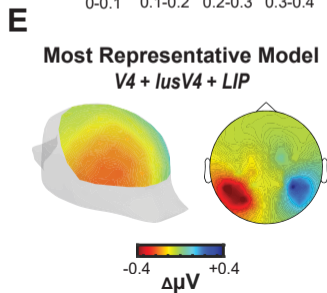 0-0.1 0.1-0.2 0.2-0.3 0.3-0.4
E
Most Representative Model
V4 + lusV4 + LIP
-0.4 +0.4
ΔµV